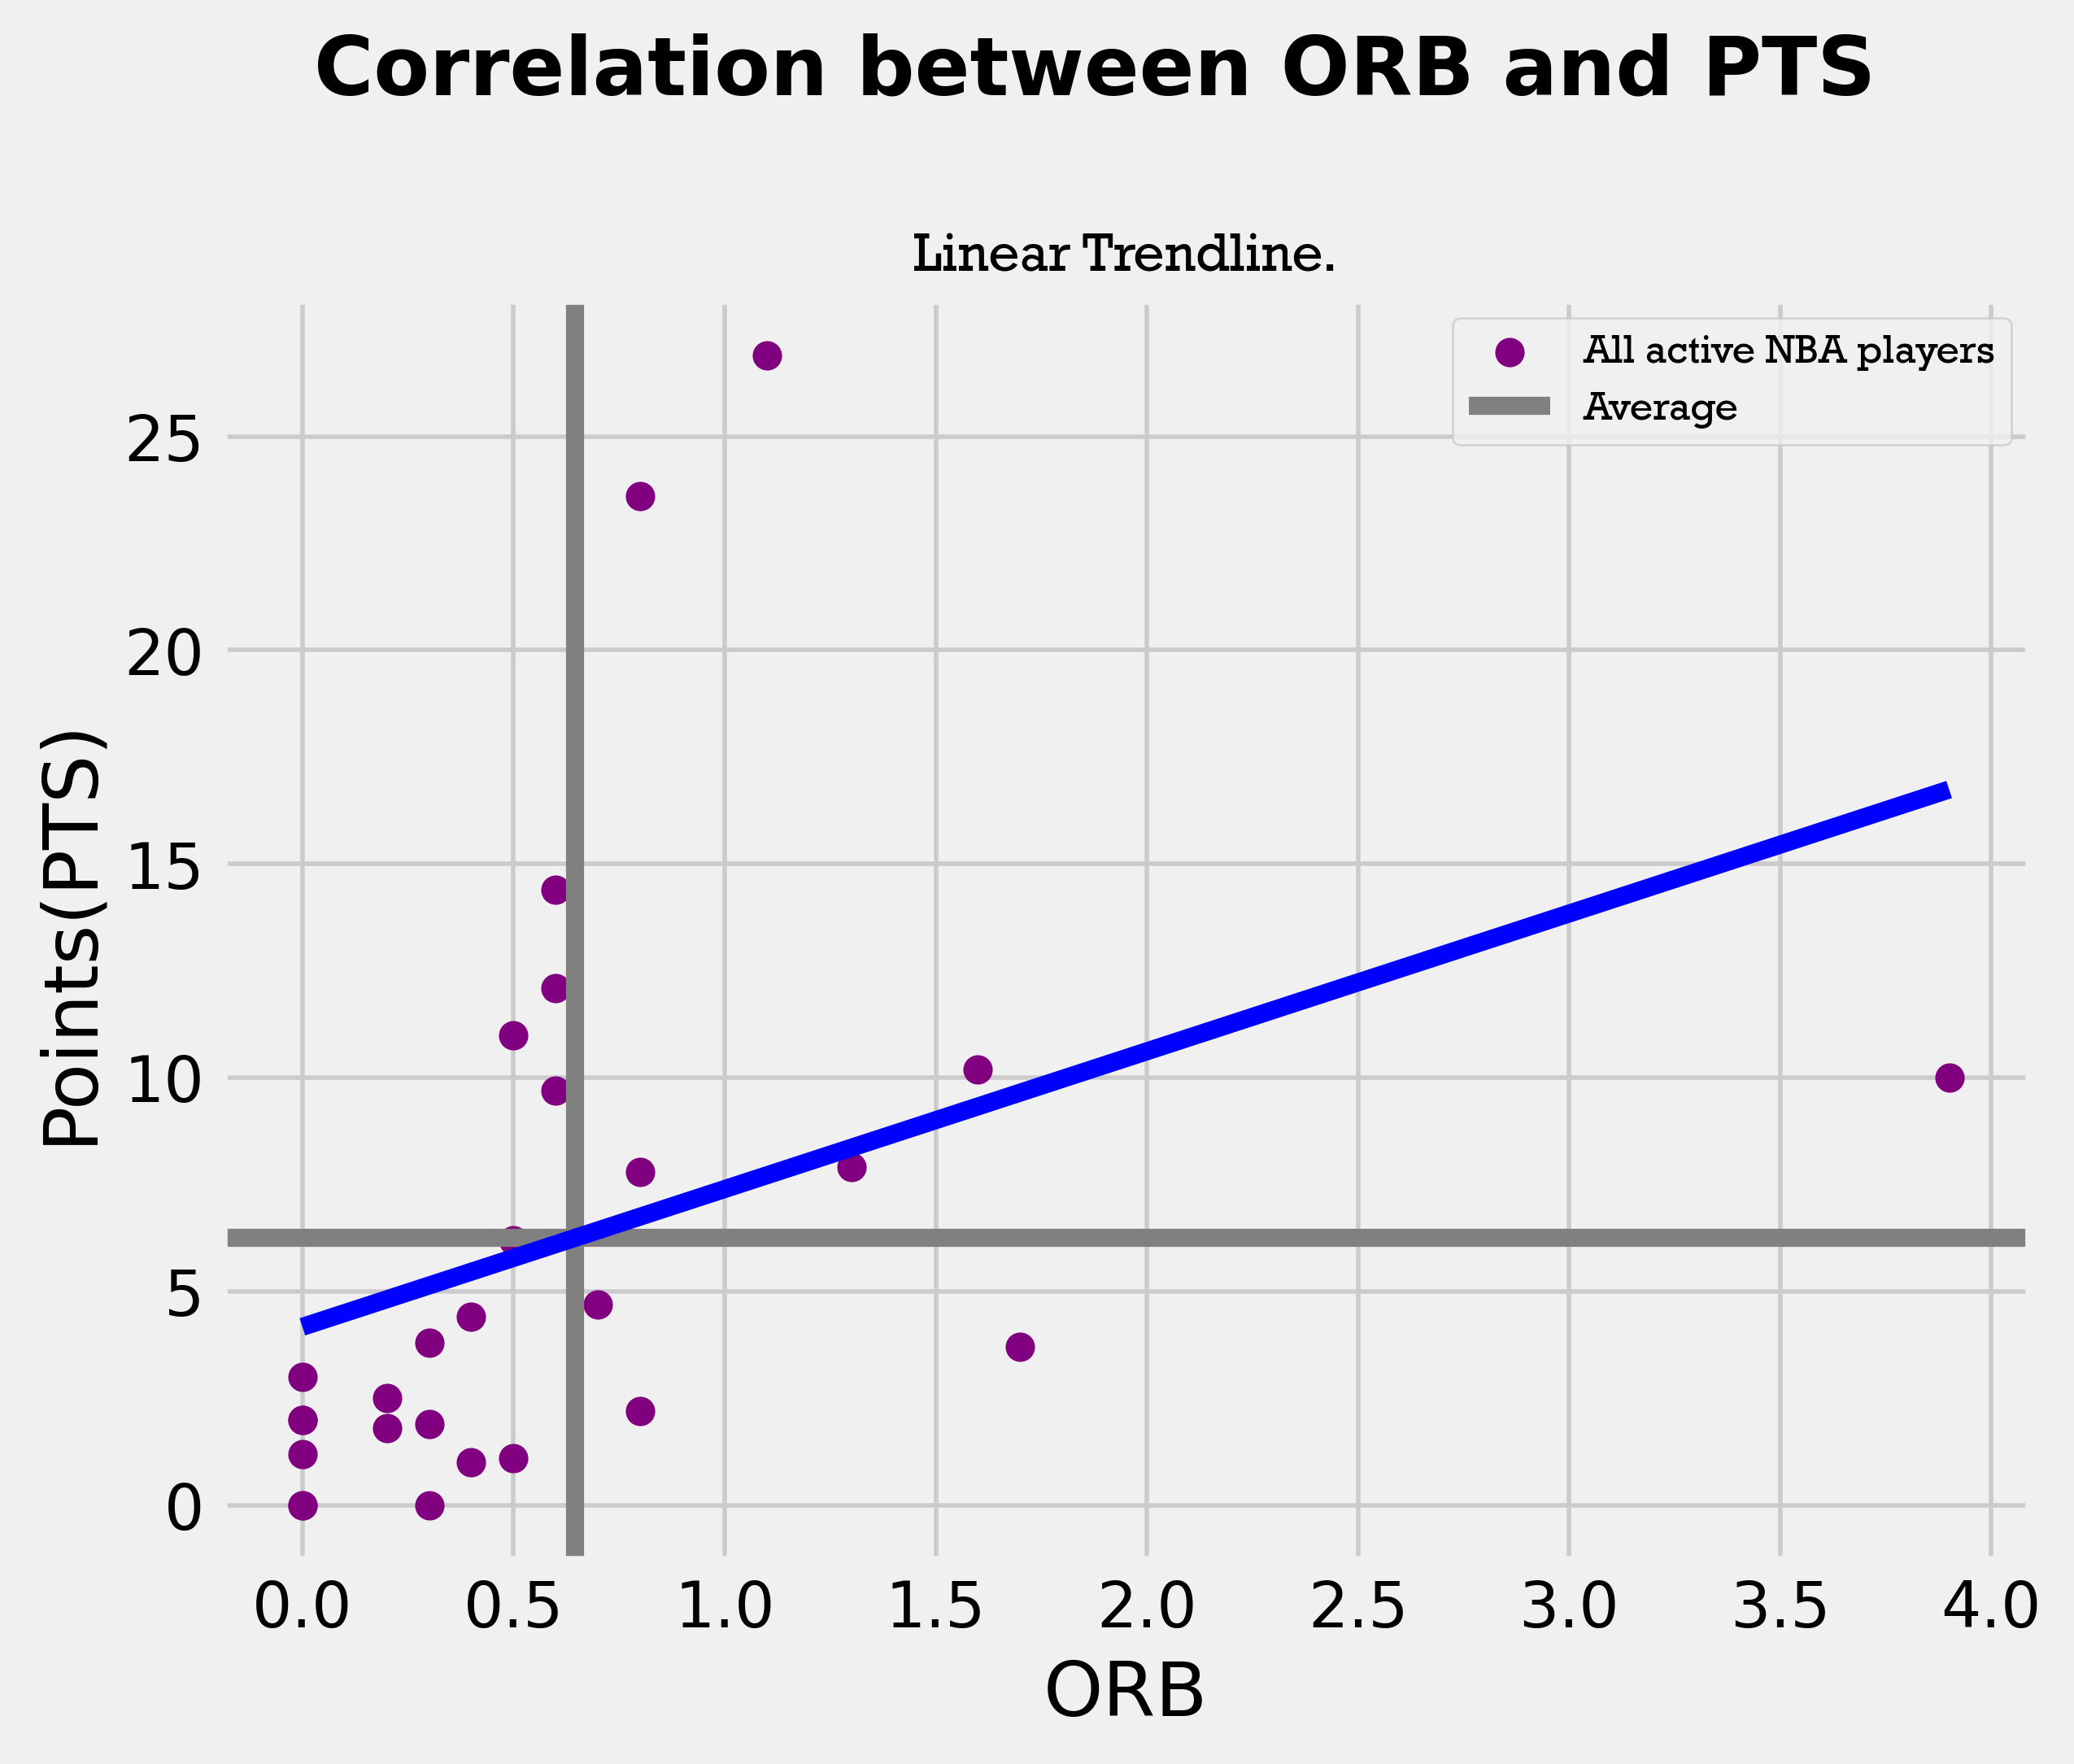 Correlation between ORB and PTS
Linear Trendline.
All active NBA players
Average
Points(PTS)
25
20
15
10
5
0
0.0 0.5 1.0 1.5 2.0 2.5 3.0 3.5 4.0
ORB